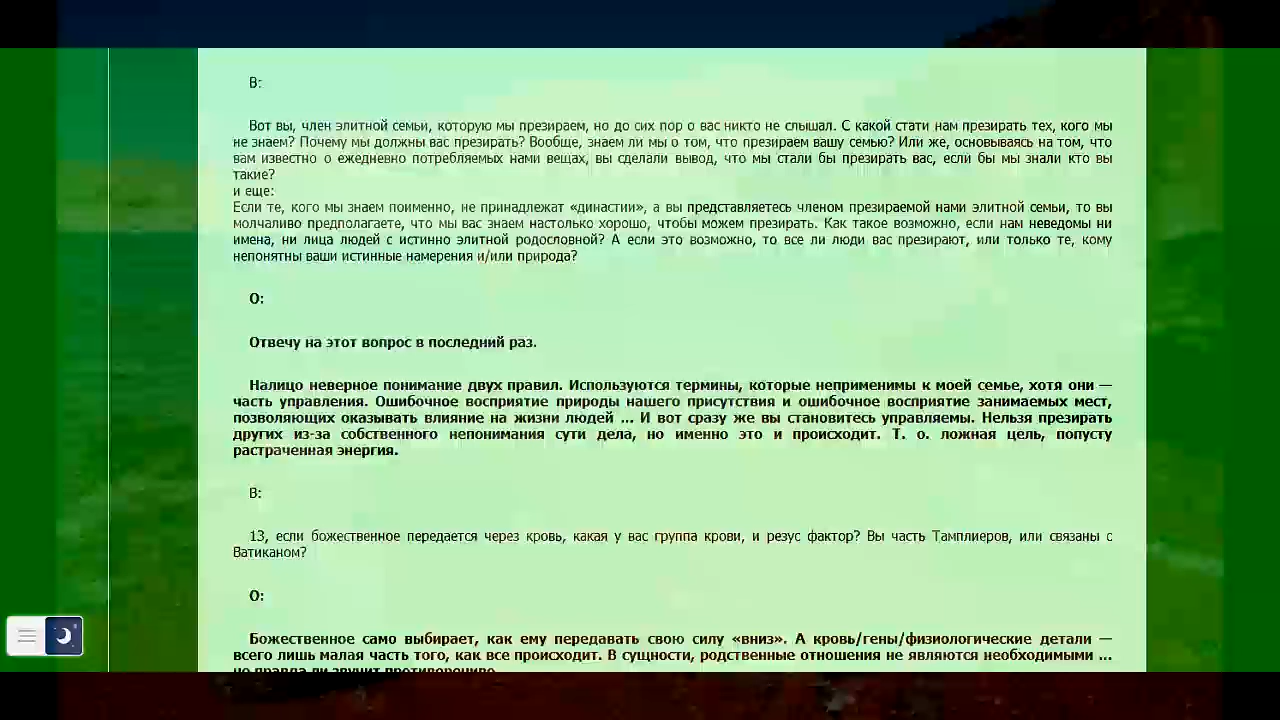 В:
Вот вы, член элитной семьи, которую мы презираем, но до сих пор о вас никто не слышал. С какой стати нам презирать тех, кого мы
не знаем? Почему мы должны вас презирать? Вообще, знаем ли мы о том, что презираем вашу семью? Или же, основываясь на том, что
вам известно о ежедневно потребляемых нами вещах, вы сделали вывод, что мы стали бы презирать вас, если бы мы знали кто вы
такие?
и еще:
Если те, кого мы знаем поименно, не принадлежат «династии», а вы представляетесь членом презираемой нами элитной семьи, то вы
молчаливо предполагаете, что мы вас знаем настолько хорошо, чтобы можем презирать. Как такое возможно, если нам неведомы ни
имена, ни лица людей с истинно элитной родословной? А если это возможно, то все ли люди вас презирают, или только те, кому
непонятны ваши истинные намерения и/или природа?
О:
Отвечу на этот вопрос в последний раз.
Налицо неверное понимание двух правил. Используются термины, которые неприменимы к моей семье, хотя они —
часть управления. Ошибочное восприятие природы нашего присутствия и ошибочное восприятие занимаемых мест,
позволяющих оказывать влияние на жизни людей ... И вот сразу же вы становитесь управляемы. Нельзя презирать
других из-за собственного непонимания сути дела, но именно это и происходит. Т. о. ложная цель, попусту
растраченная энергия.
В:
13, если божественное передается через кровь, какая у вас группа крови, и резус фактор? Вы часть Тамплиеров, или связаны с
Ватиканом?
О:
Божественное само выбирает, как ему передавать свою силу «вниз». А кровь/гены/физиологические детали —
всего лишь малая часть того, как все происходит. В сущности, родственные отношения не являются необходимыми ...
но правда ли звучит противоречиво